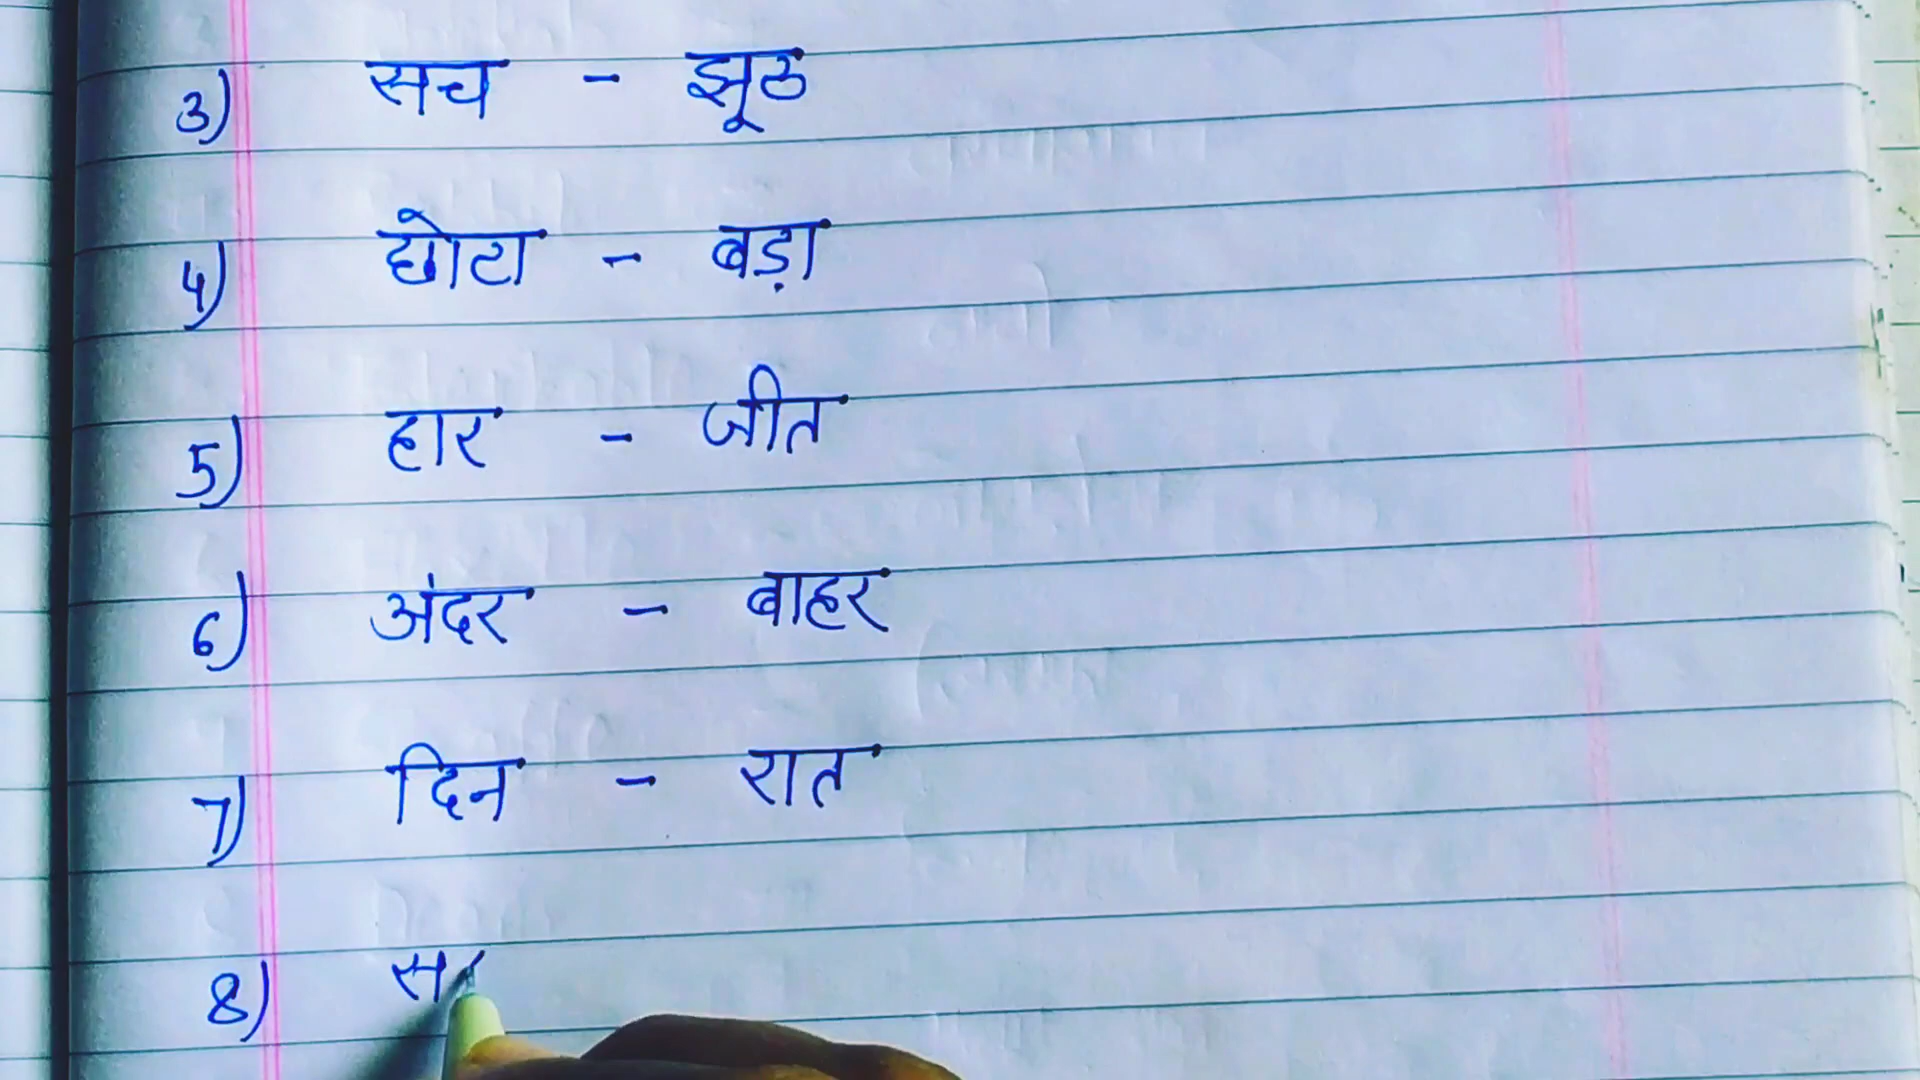 3) सच - झूठ
4) छोटा - बड़ा
5) हार - जीत
6) अंदर - बाहर
7) दिन - रात
8)